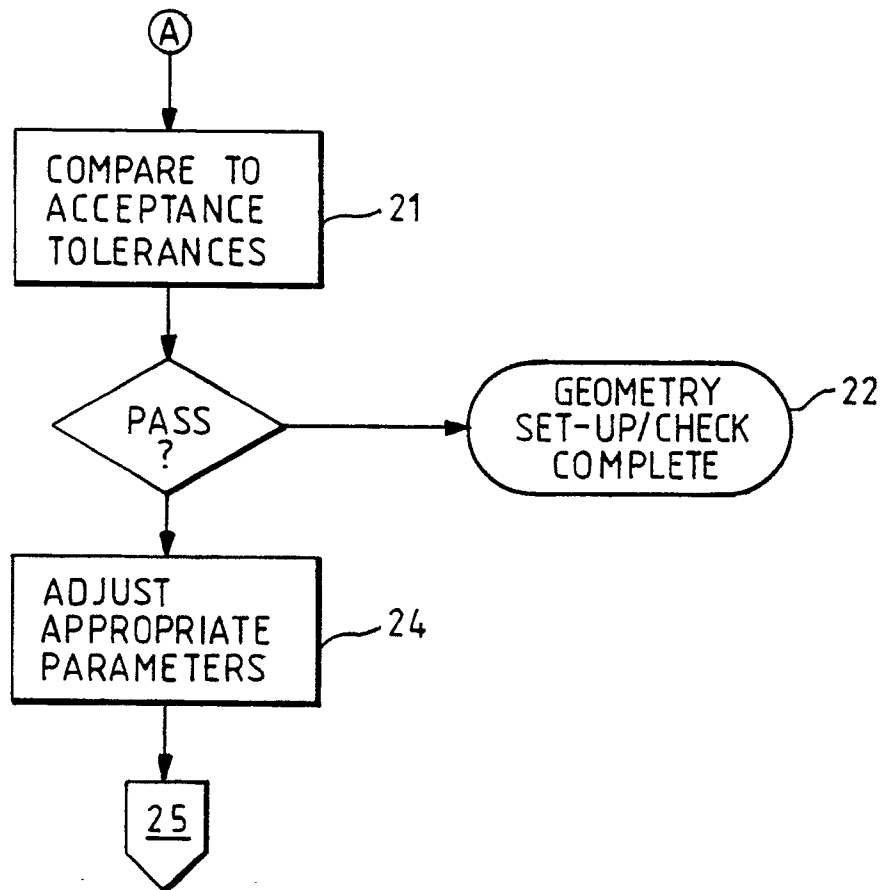 A
COMPARE TO
ACCEPTANCE
TOLERANCES
21
PASS
?
GEOMETRY
SET-UP/CHECK
COMPLETE
22
ADJUST
APPROPRIATE
PARAMETERS
24
25